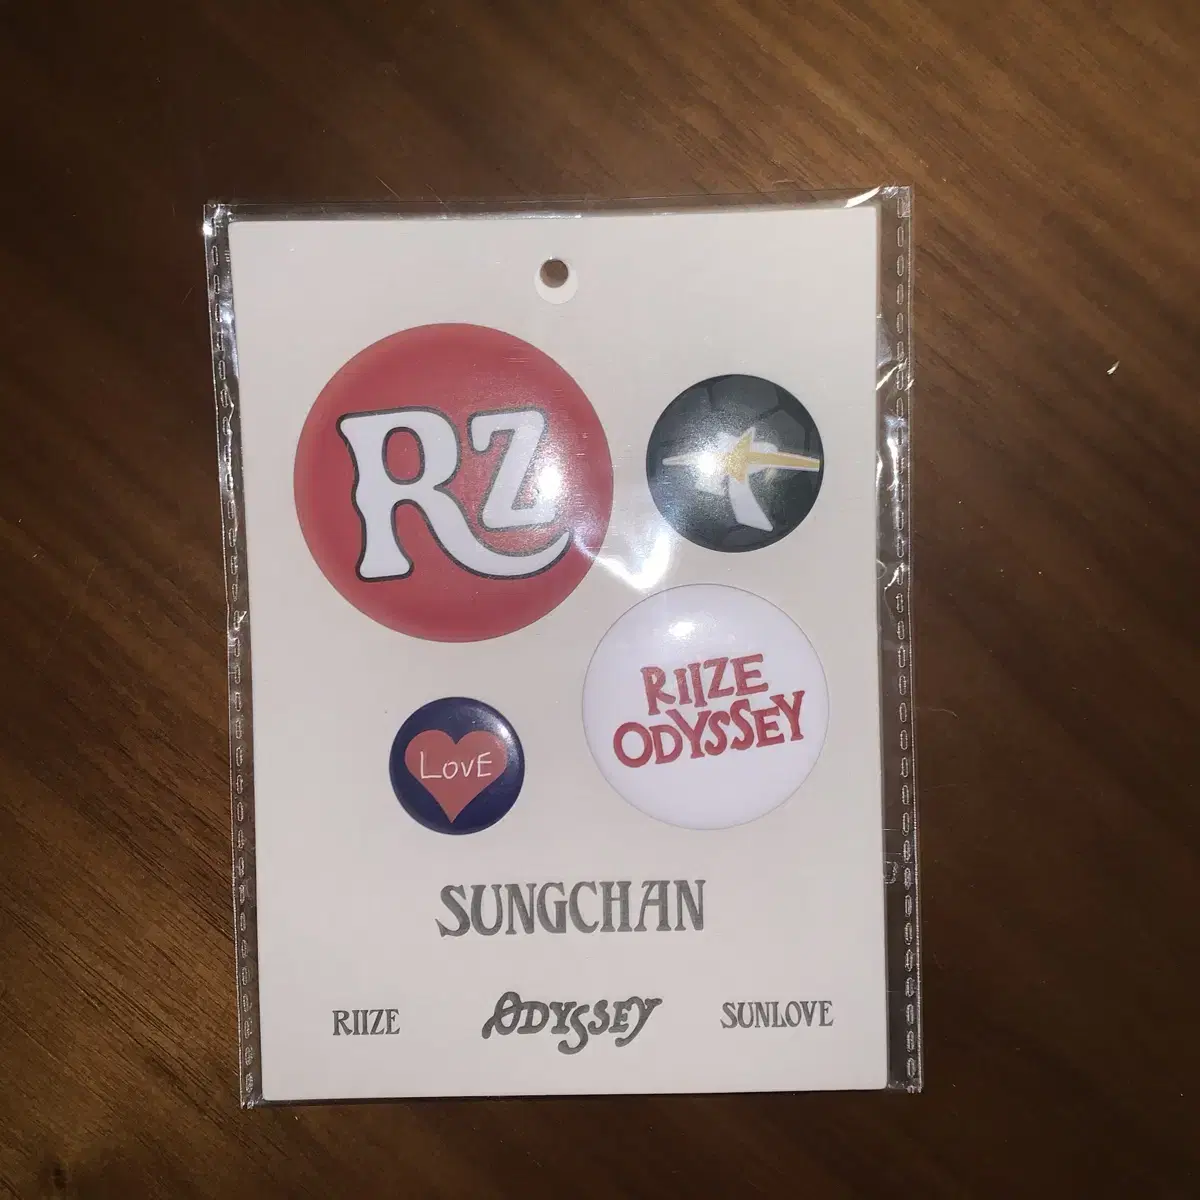 RZ
RIIZE
ODYSSEY
LOVE
SUNGCHAN
RIIZE
ODYSSEY
SUNLOVE